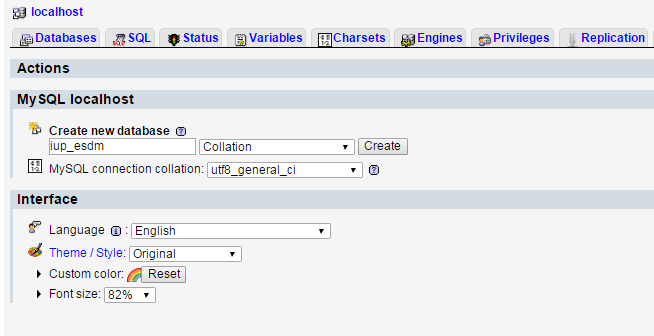 localhost
Databases SQL Status Variables Charsets Engines Privileges Replication
Actions
MySQL localhost
Create new database
iup_esdm Collation Create
MySQL connection collation: utf8_general_ci
Interface
Language : English
Theme / Style: Original
Custom color: Reset
Font size: 82%